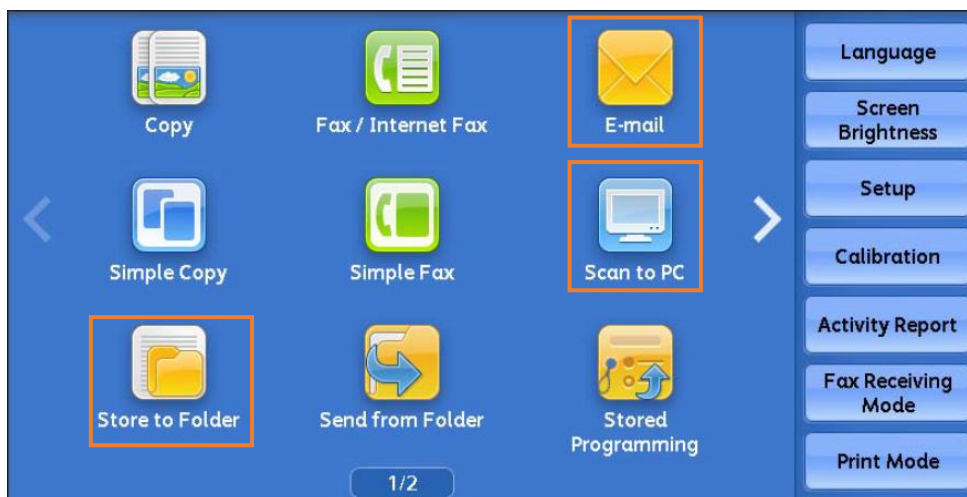 Copy
Fax / Internet Fax
E-mail
Simple Copy
Simple Fax
Scan to PC
Store to Folder
Send from Folder
Stored
Programming
1/2
Language
Screen
Brightness
Setup
Calibration
Activity Report
Fax Receiving
Mode
Print Mode